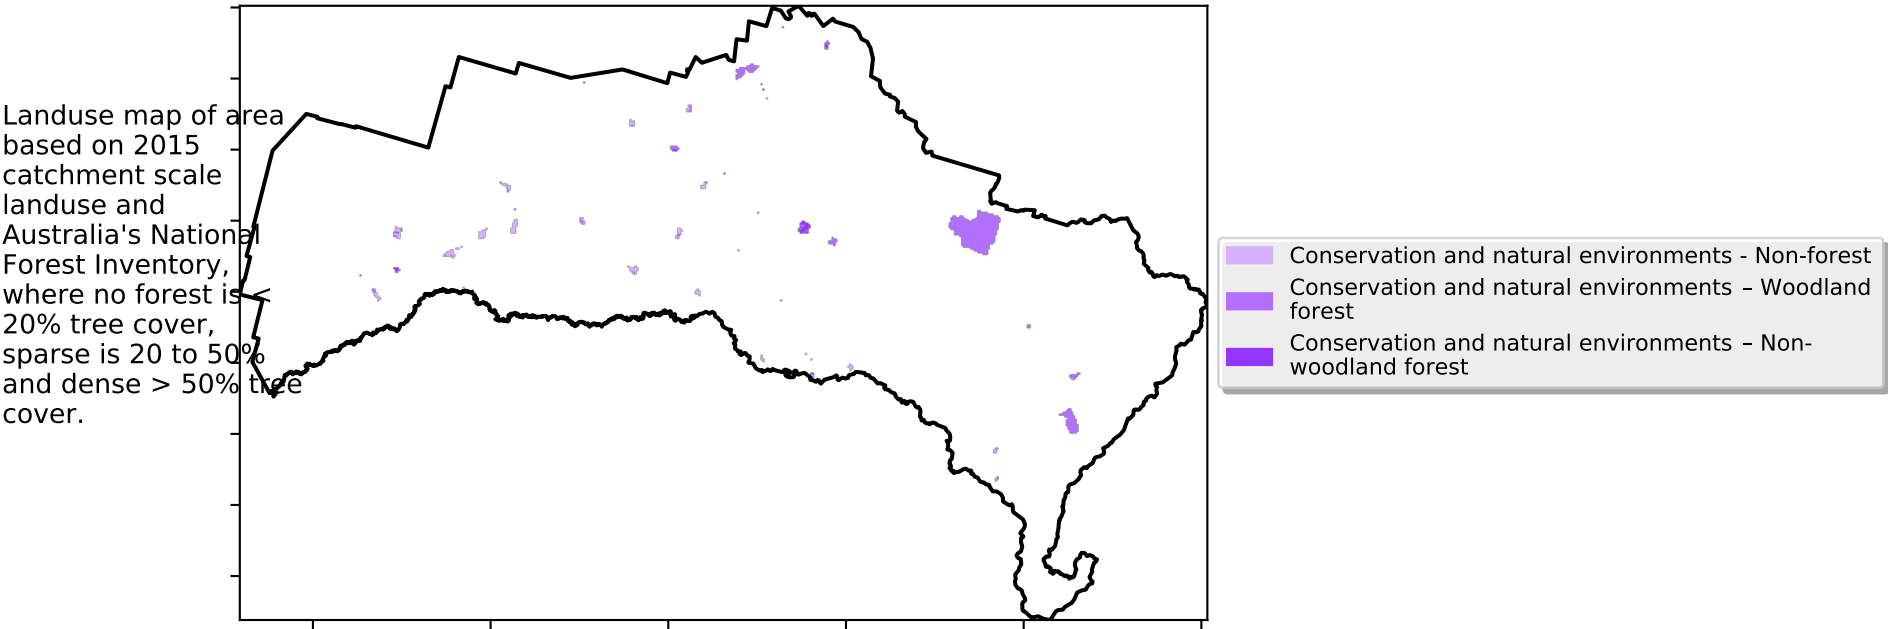 Landuse map of area
based on 2015
catchment scale
landuse and
Australia's National
Forest Inventory,
where no forest is <
20% tree cover,
sparse is 20 to 50%
and dense > 50% tree
cover.
Conservation and natural environments - Non-forest
Conservation and natural environments – Woodland
forest
Conservation and natural environments – Non-
woodland forest